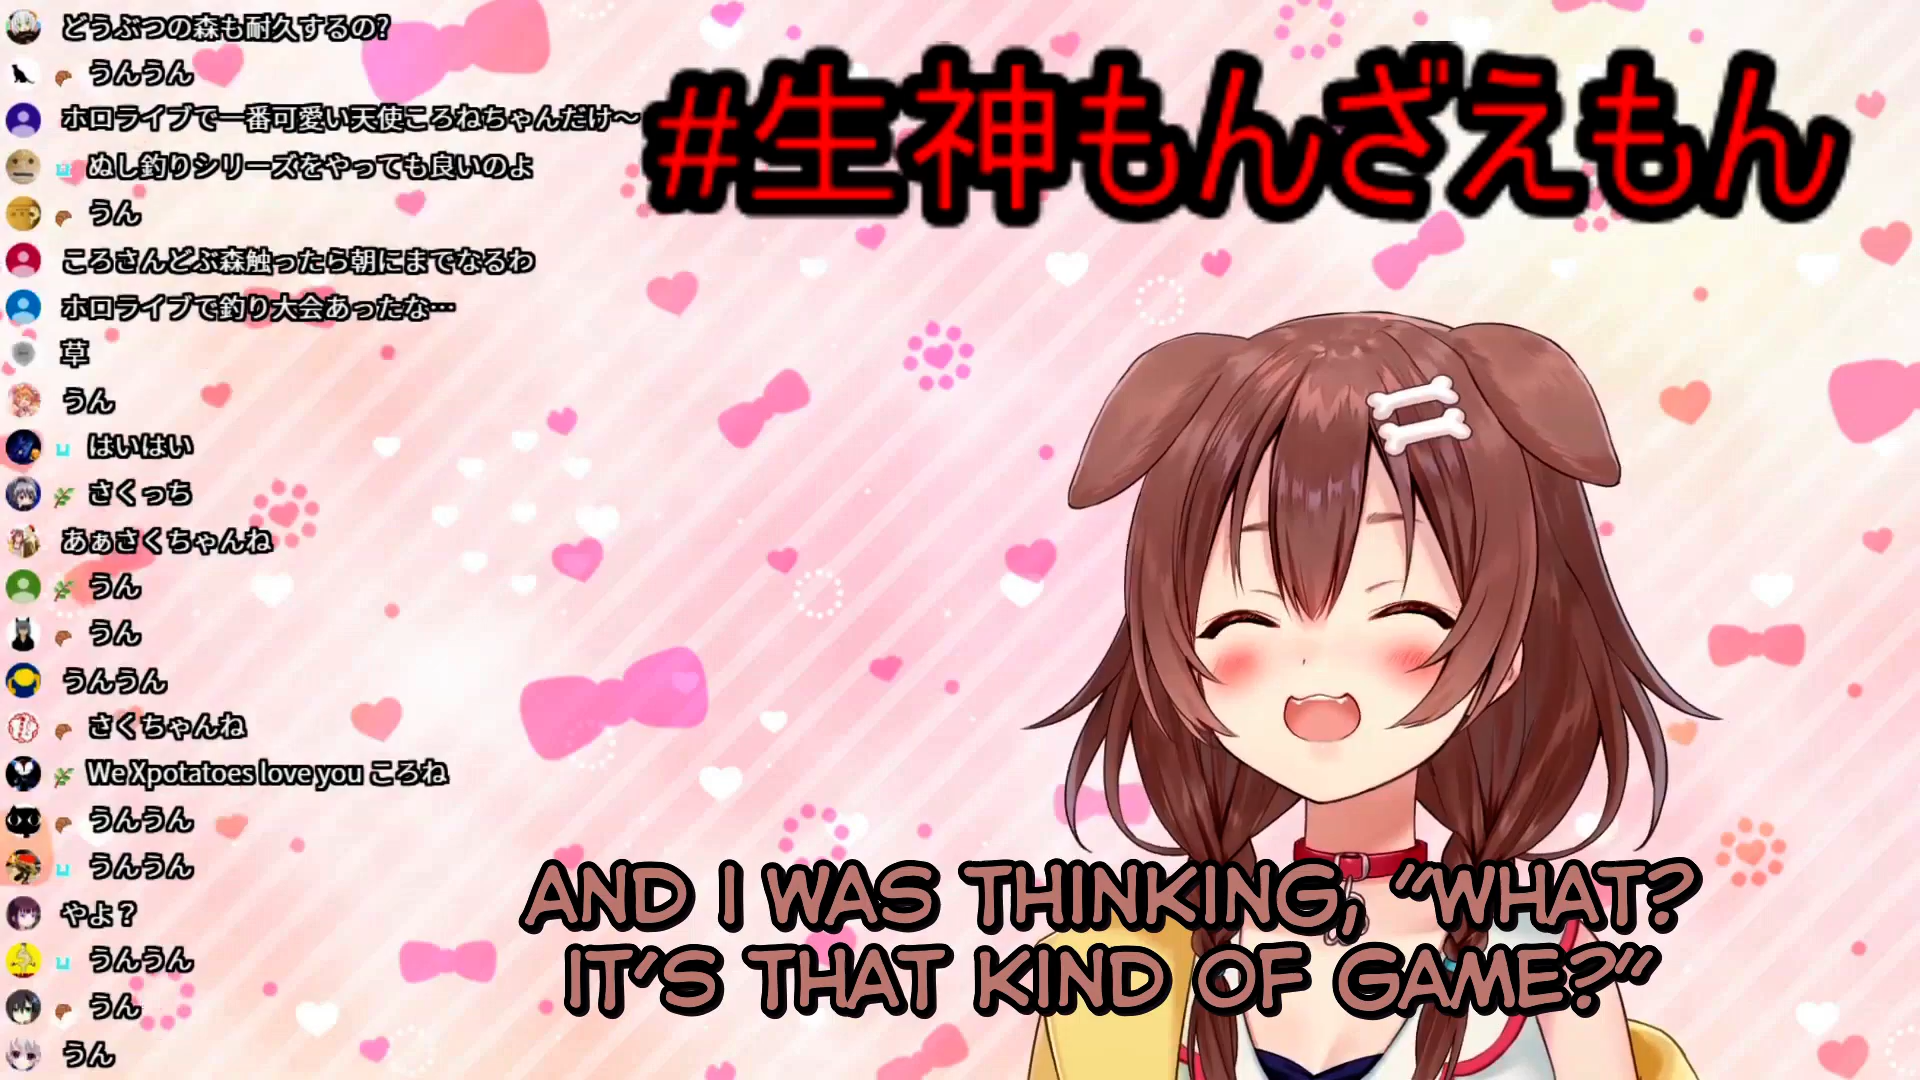 どうぶつの森も耐久するの?
うんうん
ホロライブで一番可愛い天使ころねちゃんだけ〜
ぬし釣りシリーズをやっても良いのよ
うん
ころさんどぶ森触ったら朝にまでなるわ
ホロライブで釣り大会あったな…
草
うん
はいはい
さくっち
あぁさくちゃんね
うん
うん
うんうん
さくちゃんね
We Xpotatoes love you ころね
うんうん
うんうん
やよ？
うんうん
うん
うん
#生神もんざえもん
AND I WAS THINKING, "WHAT?
IT'S THAT KIND OF GAME?"